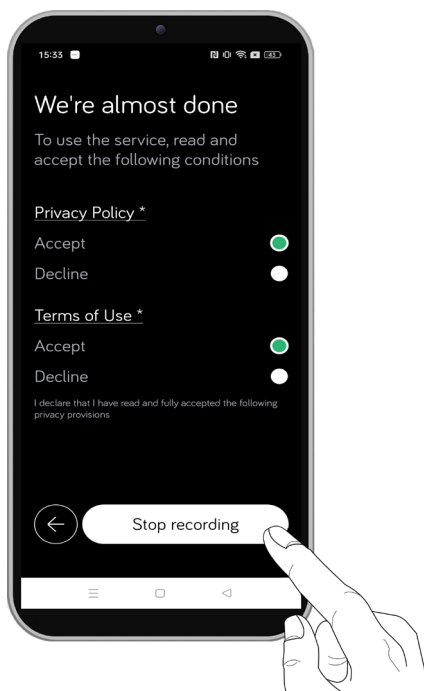 15:33
45
We're almost done
To use the service, read and
accept the following conditions
Privacy Policy *
Accept
Decline
Terms of Use *
Accept
Decline
I declare that I have read and fully accepted the following
privacy provisions
Stop recording